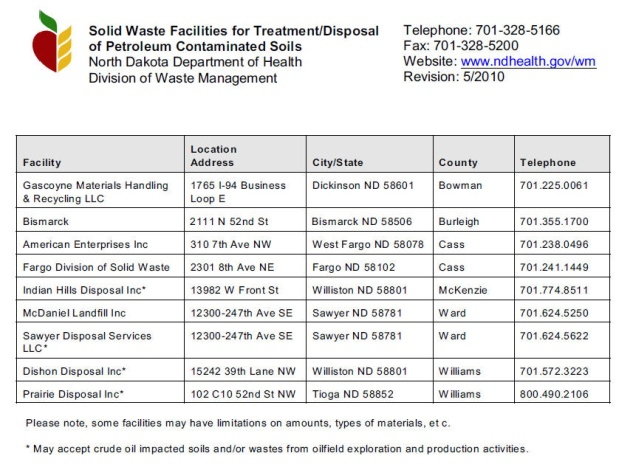 Solid Waste Facilities for Treatment/Disposal
of Petroleum Contaminated Soils
North Dakota Department of Health
Division of Waste Management
Telephone: 701-328-5166
Fax: 701-328-5200
Website: www.ndhealth.gov/wm
Revision: 5/2010
Facility Location Address City/State County Telephone
Gascoyne Materials Handling & Recycling LLC 1765 I-94 Business Loop E Dickinson ND 58601 Bowman 701.225.0061
Bismarck 2111 N 52nd St Bismarck ND 58506 Burleigh 701.355.1700
American Enterprises Inc 310 7th Ave NW West Fargo ND 58078 Cass 701.238.0496
Fargo Division of Solid Waste 2301 8th Ave NE Fargo ND 58102 Cass 701.241.1449
Indian Hills Disposal Inc* 13982 W Front St Williston ND 58801 McKenzie 701.774.8511
McDaniel Landfill Inc 12300-247th Ave SE Sawyer ND 58781 Ward 701.624.5250
Sawyer Disposal Services LLC* 12300-247th Ave SE Sawyer ND 58781 Ward 701.624.5622
Dishon Disposal Inc* 15242 39th Lane NW Williston ND 58801 Williams 701.572.3223
Prairie Disposal Inc* 102 C10 52nd St NW Tioga ND 58852 Williams 800.490.2106
Please note, some facilities may have limitations on amounts, types of materials, et c.
* May accept crude oil impacted soils and/or wastes from oilfield exploration and production activities.